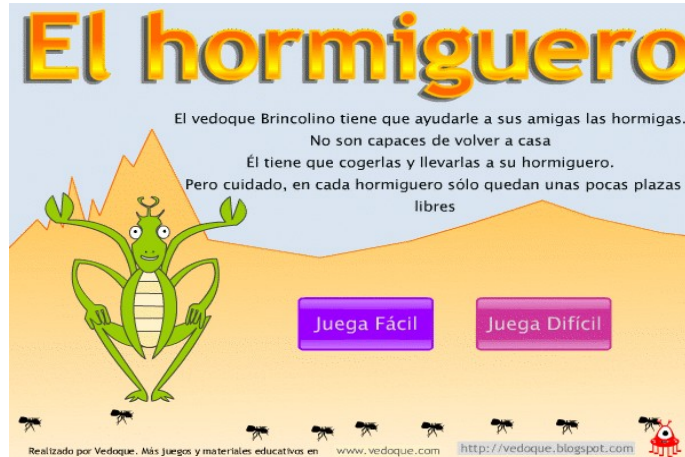 El hormiguero
El vedoque Brincolino tiene que ayudarle a sus amigas las hormigas.
No son capaces de volver a casa
Él tiene que cogerlas y llevarlas a su hormiguero.
Pero cuidado, en cada hormiguero sólo quedan unas pocas plazas
libres
Juega Fácil
Juega Difícil
Realizado por Vedoque. Más juegos y materiales educativos en www.vedoque.com http://vedoque.blogspot.com